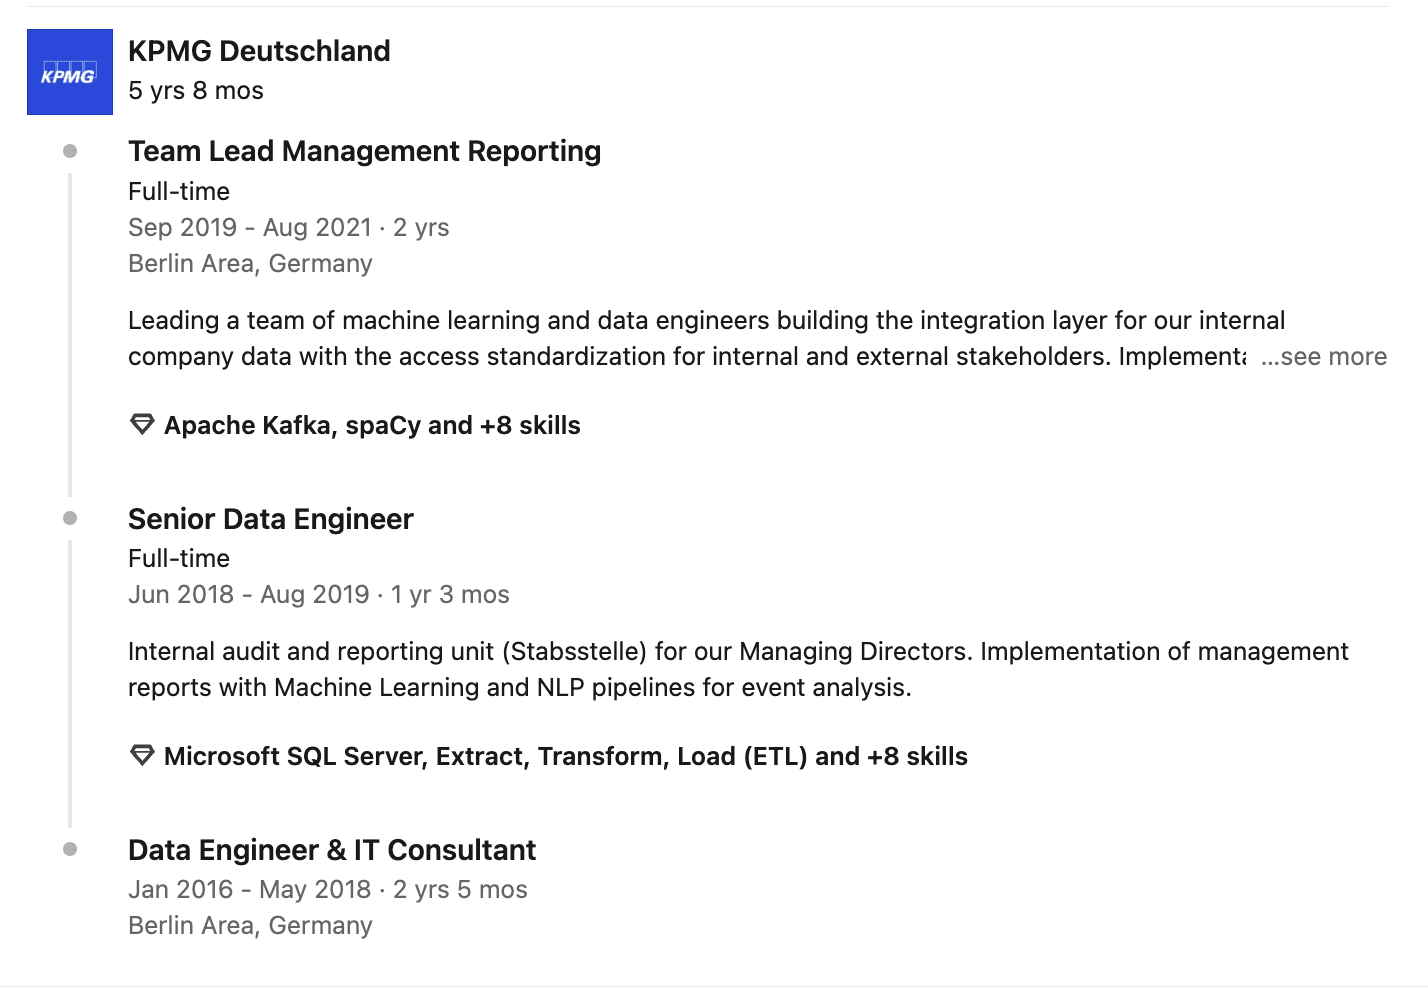 KPMG
KPMG Deutschland
5 yrs 8 mos
Team Lead Management Reporting
Full-time
Sep 2019 - Aug 2021 · 2 yrs
Berlin Area, Germany
Leading a team of machine learning and data engineers building the integration layer for our internal
company data with the access standardization for internal and external stakeholders. Implementa ...see more
Apache Kafka, spaCy and +8 skills
Senior Data Engineer
Full-time
Jun 2018 - Aug 2019 · 1 yr 3 mos
Internal audit and reporting unit (Stabsstelle) for our Managing Directors. Implementation of management
reports with Machine Learning and NLP pipelines for event analysis.
Microsoft SQL Server, Extract, Transform, Load (ETL) and +8 skills
Data Engineer & IT Consultant
Jan 2016 - May 2018 · 2 yrs 5 mos
Berlin Area, Germany